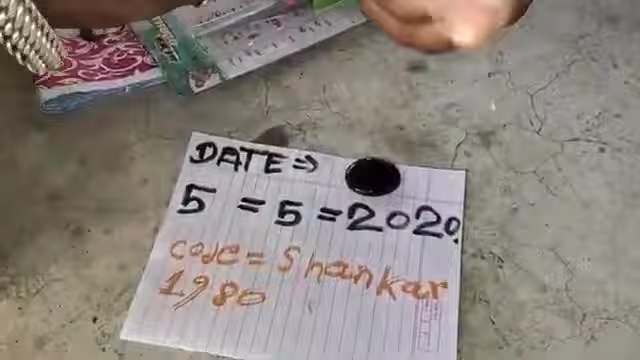 DATE ⇒
5 = 5 = 2020.
code = Shankar
1980